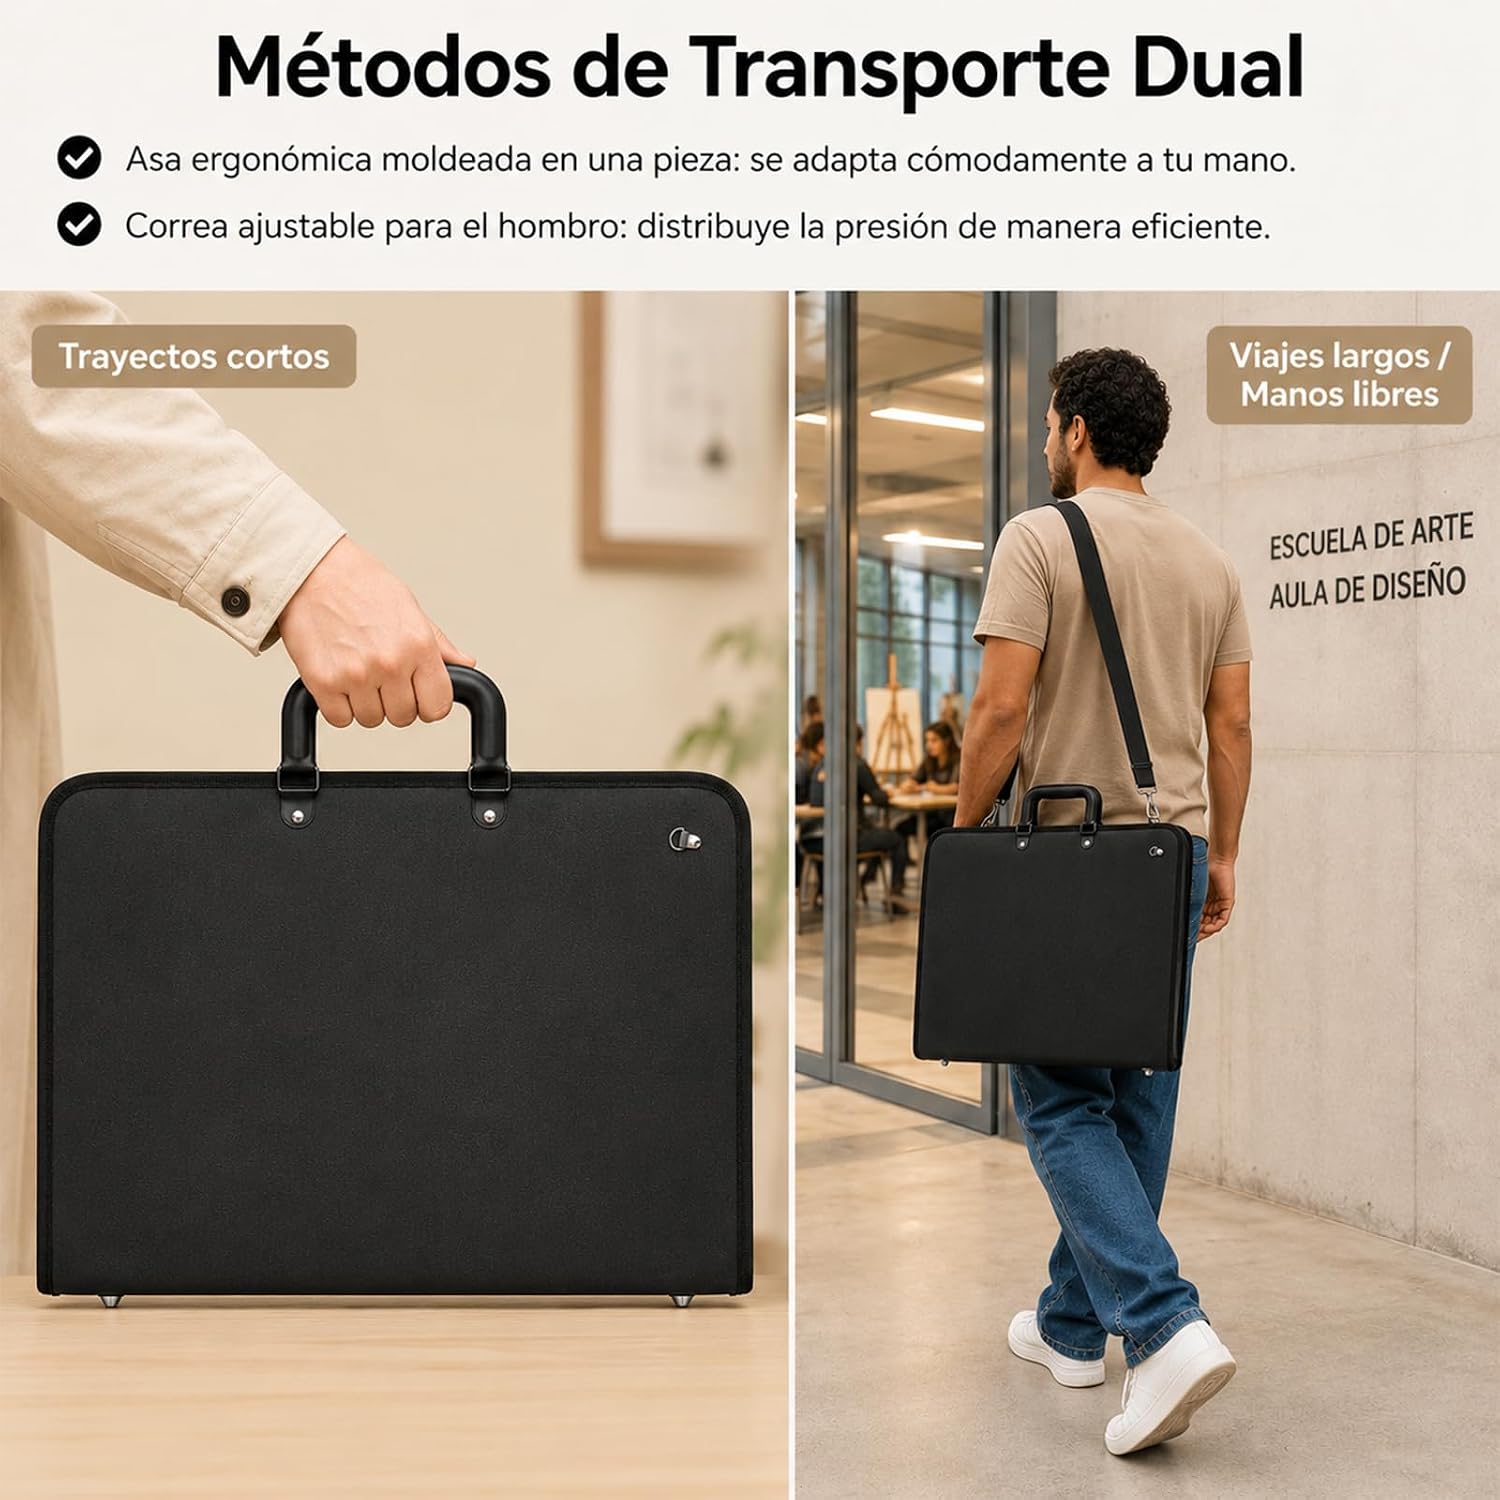 Métodos de Transporte Dual
Asa ergonómica moldeada en una pieza: se adapta cómodamente a tu mano.
Correa ajustable para el hombro: distribuye la presión de manera eficiente.
Trayectos cortos
Viajes largos /
Manos libres
ESCUELA DE ARTE
AULA DE DISEÑO